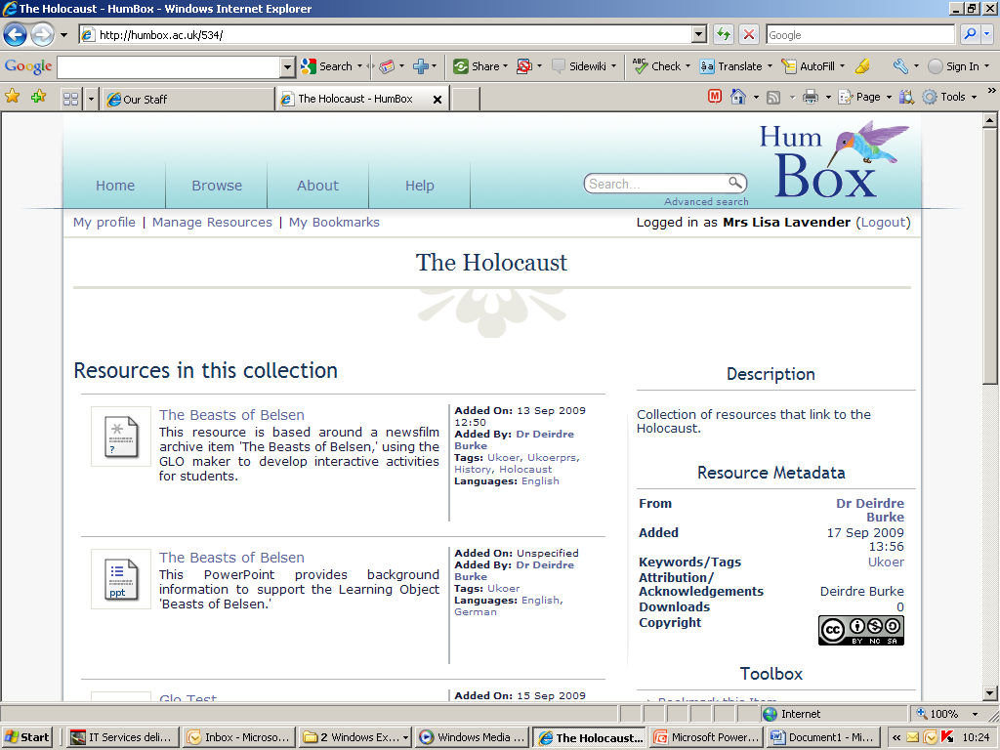 The Holocaust - HumBox - Windows Internet Explorer
http://humbox.ac.uk/534/
Google
Google
Search
Share
Sidewiki
ABC Check
Translate
AutoFill
Sign In
Our Staff
The Holocaust - HumBox
Page
Tools
Hum
Box
Home
Browse
About
Help
Search...
Advanced search
My profile | Manage Resources | My Bookmarks
Logged in as Mrs Lisa Lavender (Logout)
The Holocaust
Resources in this collection
The Beasts of Belsen
This resource is based around a newsfilm
archive item 'The Beasts of Belsen,' using the
GLO maker to develop interactive activities
for students.
Added On: 13 Sep 2009
12:50
Added By: Dr Deirdre
Burke
Tags: Ukoer, Ukoerprs,
History, Holocaust
Languages: English
ppt
The Beasts of Belsen
This PowerPoint provides background
information to support the Learning Object
'Beasts of Belsen.'
Added On: Unspecified
Added By: Dr Deirdre
Burke
Tags: Ukoer
Languages: English,
German
Glo Test
Added On: 15 Sep 2009
Description
Collection of resources that link to the
Holocaust.
Resource Metadata
From Dr Deirdre
Burke
Added 17 Sep 2009
13:56
Keywords/Tags Ukoer
Attribution/
Acknowledgements Deirdre Burke
Downloads 0
Copyright
cc BY NC SA
Toolbox
Bookmark this Item
Internet
100%
Start
IT Services deli...
Inbox - Microso...
2 Windows Ex...
Windows Media ...
The Holocaust...
Microsoft Power...
Document1 - Mi...
10:24